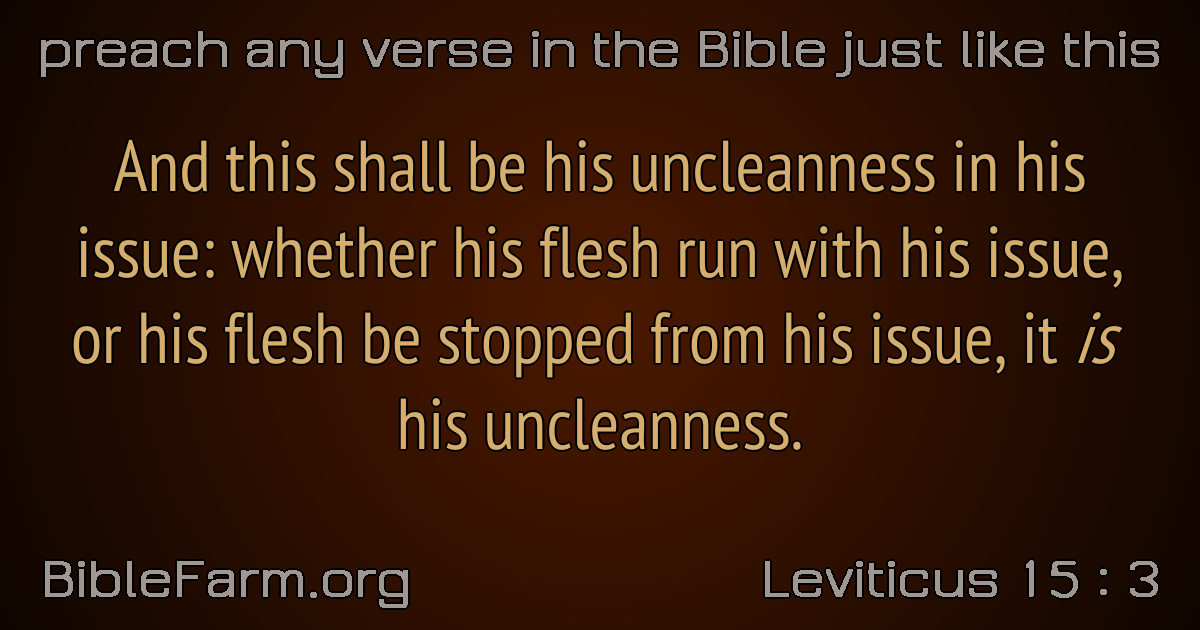 preach any verse in the Bible just like this
And this shall be his uncleanness in his
issue: whether his flesh run with his issue,
or his flesh be stopped from his issue, it is
his uncleanness.
BibleFarm.org
Leviticus 15 : 3